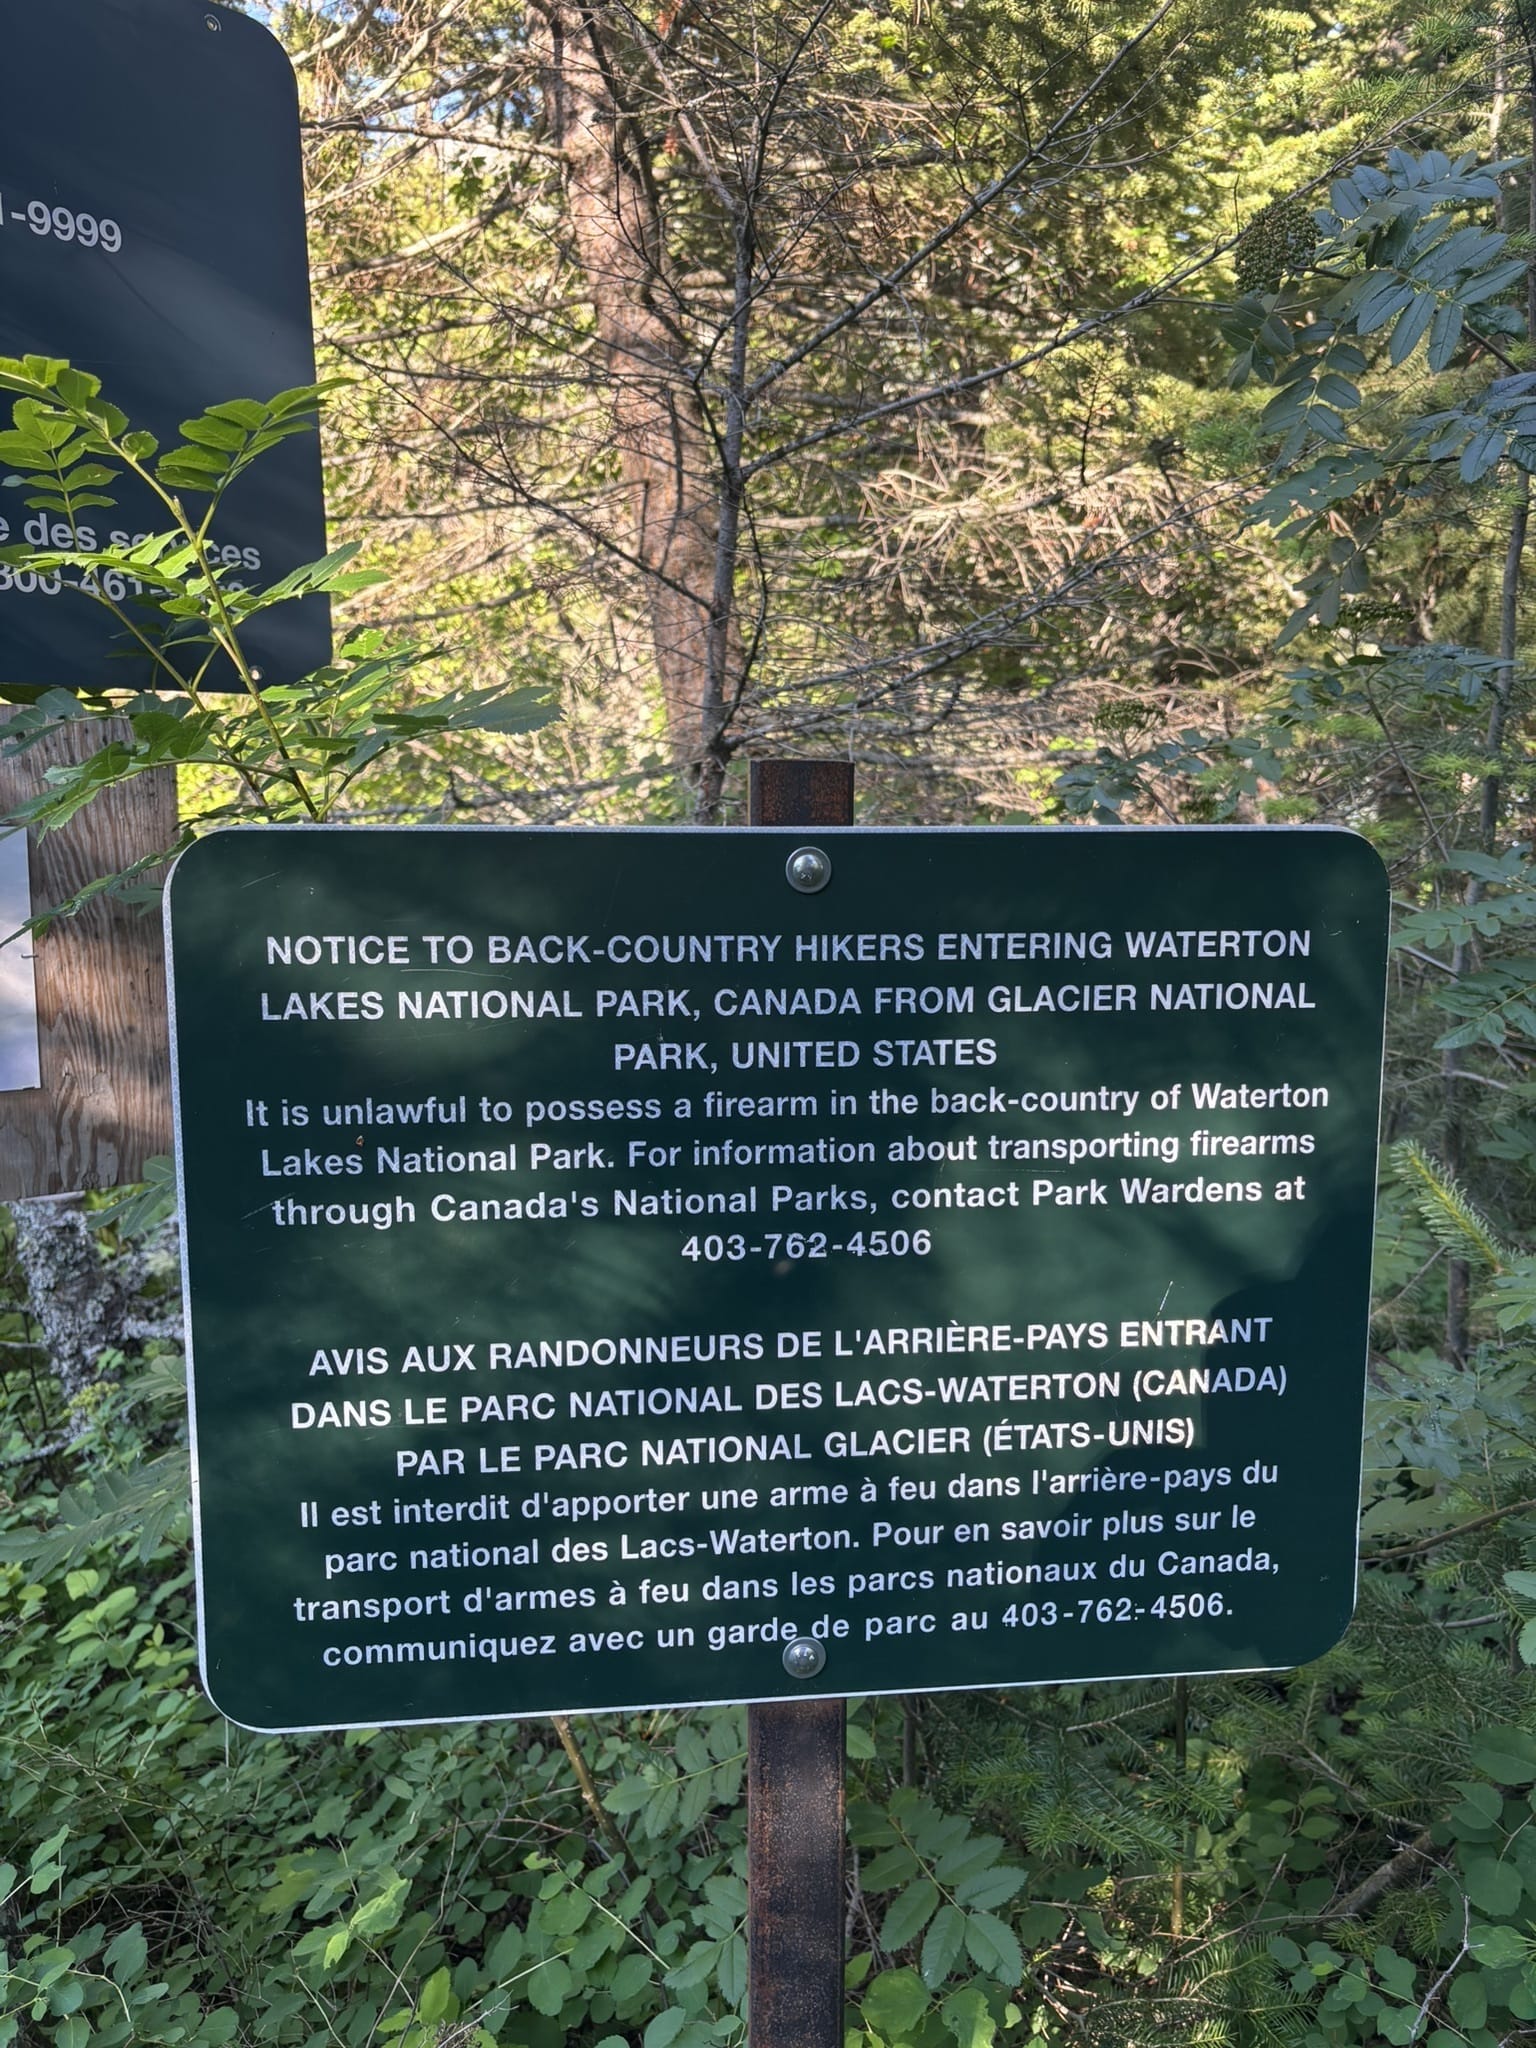 1-9999
e des services
800-461-
NOTICE TO BACK-COUNTRY HIKERS ENTERING WATERTON
LAKES NATIONAL PARK, CANADA FROM GLACIER NATIONAL
PARK, UNITED STATES
It is unlawful to possess a firearm in the back-country of Waterton
Lakes National Park. For information about transporting firearms
through Canada's National Parks, contact Park Wardens at
403-762-4506
AVIS AUX RANDONNEURS DE L'ARRIÈRE-PAYS ENTRANT
DANS LE PARC NATIONAL DES LACS-WATERTON (CANADA)
PAR LE PARC NATIONAL GLACIER (ÉTATS-UNIS)
Il est interdit d'apporter une arme à feu dans l'arrière-pays du
parc national des Lacs-Waterton. Pour en savoir plus sur le
transport d'armes à feu dans les parcs nationaux du Canada,
communiquez avec un garde de parc au 403-762-4506.